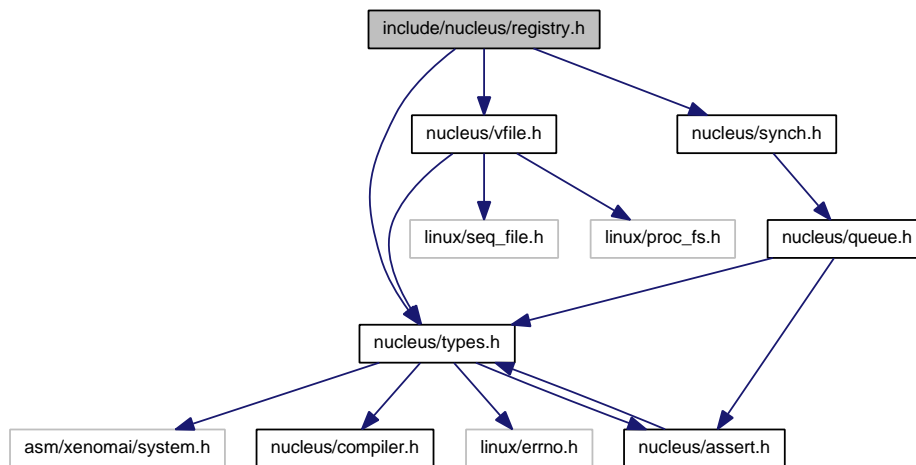 include/nucleus/registry.h
nucleus/vfile.h
nucleus/synch.h
linux/seq_file.h
linux/proc_fs.h
nucleus/queue.h
nucleus/types.h
asm/xenomai/system.h
nucleus/compiler.h
linux/errno.h
nucleus/assert.h